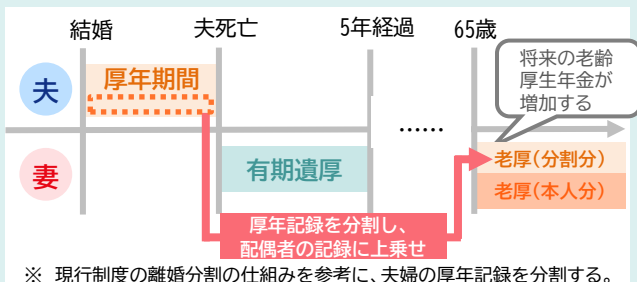 結婚 夫死亡 5年経過 65歳
将来の老齢
厚生年金が
増加する
夫
厚年期間
……
妻
有期遺厚
老厚(分割分)
老厚(本人分)
厚年記録を分割し、
配偶者の記録に上乗せ
※ 現行制度の離婚分割の仕組みを参考に、夫婦の厚年記録を分割する。